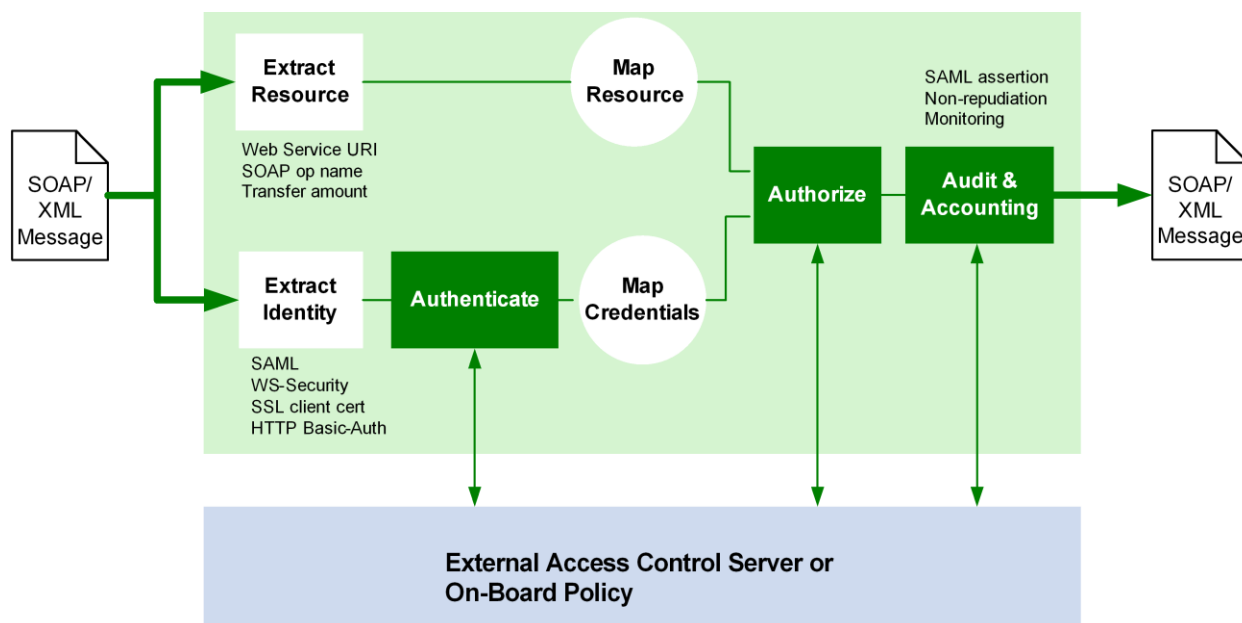 SOAP/
XML
Message
Extract
Resource
Web Service URI
SOAP op name
Transfer amount
Map
Resource
Extract
Identity
SAML
WS-Security
SSL client cert
HTTP Basic-Auth
Authenticate
Map
Credentials
Authorize
SAML assertion
Non-repudiation
Monitoring
Audit &
Accounting
SOAP/
XML
Message
External Access Control Server or
On-Board Policy